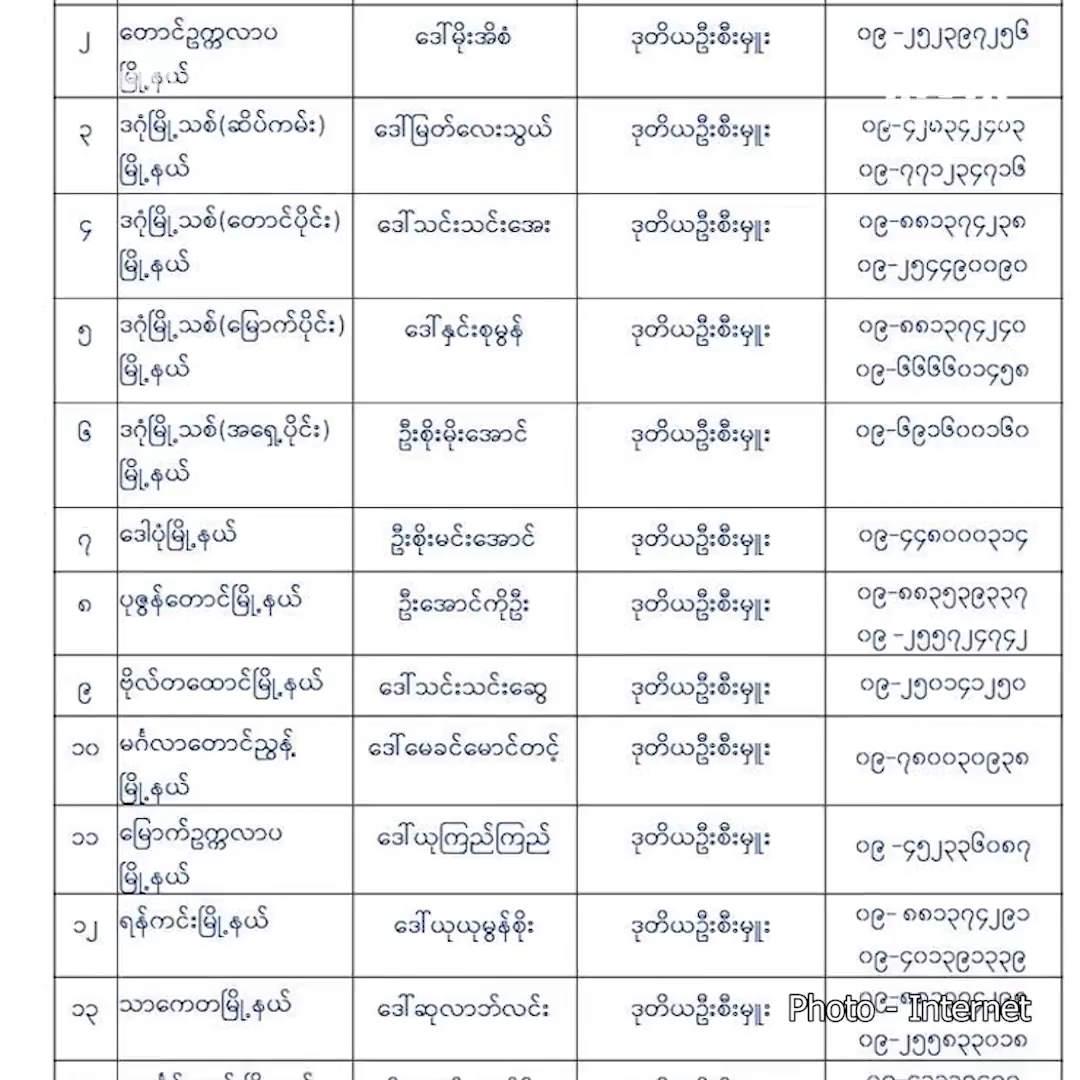 ၂ တောင်ဥက္ကလာပ ဒေါ်မိုးအိစံ ဒုတိယဦးစီးမှူး ၀၉ -၂၅၂၃၉၇၂၅၆
မြို့နယ်
၃ ဒဂုံမြို့သစ်(ဆိပ်ကမ်း) ဒေါ်မြတ်လေးသွယ် ဒုတိယဦးစီးမှူး ၀၉-၄၂၈၃၄၂၄၀၃
မြို့နယ် ၀၉-၇၇၁၂၃၄၇၁၆
၄ ဒဂုံမြို့သစ်(တောင်ပိုင်း) ဒေါ်သင်းသင်းအေး ဒုတိယဦးစီးမှူး ၀၉-၈၈၁၃၇၄၂၃၈
မြို့နယ် ၀၉-၂၅၄၄၉၀၀၉၀
၅ ဒဂုံမြို့သစ်(မြောက်ပိုင်း) ဒေါ်နှင်းစုမွန် ဒုတိယဦးစီးမှူး ၀၉-၈၈၁၃၇၄၂၄၀
မြို့နယ် ၀၉-၆၆၆၆၀၁၄၅၈
၆ ဒဂုံမြို့သစ်(အရှေ့ပိုင်း) ဦးစိုးမိုးအောင် ဒုတိယဦးစီးမှူး ၀၉-၆၉၁၆၀၀၁၆၀
မြို့နယ်
၇ ဒေါပုံမြို့နယ် ဦးစိုးမင်းအောင် ဒုတိယဦးစီးမှူး ၀၉-၄၄၈၀၀၀၃၁၄
၈ ပုဇွန်တောင်မြို့နယ် ဦးအောင်ကိုဦး ဒုတိယဦးစီးမှူး ၀၉-၈၈၃၅၃၉၃၃၇
၀၉ -၂၅၅၇၂၄၇၄၂
၉ ဗိုလ်တထောင်မြို့နယ် ဒေါ်သင်းသင်းဆွေ ဒုတိယဦးစီးမှူး ၀၉-၂၅၀၁၄၁၂၅၀
၁၀ မင်္ဂလာတောင်ညွန့် ဒေါ်မေခင်မောင်တင့် ဒုတိယဦးစီးမှူး ၀၉-၇၈၀၀၃၀၉၃၈
မြို့နယ်
၁၁ မြောက်ဥက္ကလာပ ဒေါ်ယုကြည်ကြည် ဒုတိယဦးစီးမှူး ၀၉ -၄၅၂၃၃၆၀၈၇
မြို့နယ်
၁၂ ရန်ကင်းမြို့နယ် ဒေါ်ယုယုမွန်စိုး ဒုတိယဦးစီးမှူး ၀၉- ၈၈၁၃၇၄၂၉၁
၀၉-၄၀၁၃၉၁၃၃၉
၁၃ သာကေတမြို့နယ် ဒေါ်ဆုလာဘ်လင်း ဒုတိယဦးစီးမှူး
Photo - Internet
၀၉-၂၅၅၈၃၃၀၁၈